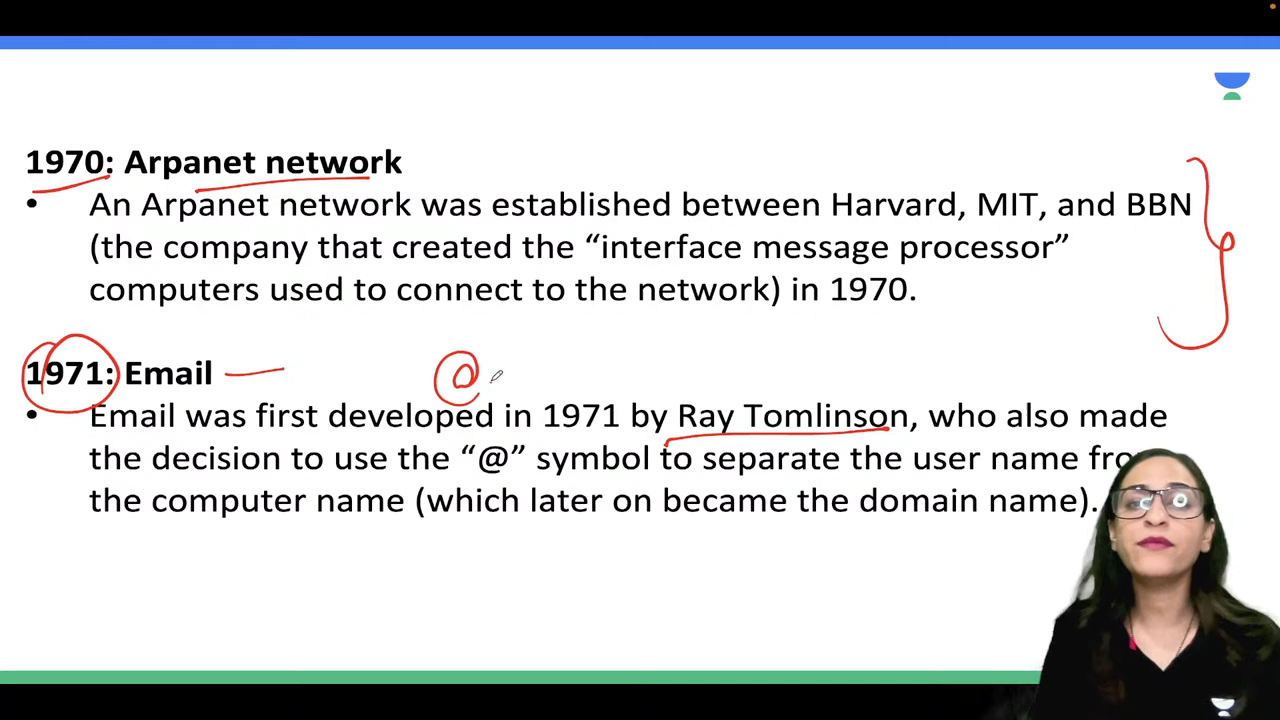 1970: Arpanet network
• An Arpanet network was established between Harvard, MIT, and BBN
(the company that created the “interface message processor”
computers used to connect to the network) in 1970.
1971: Email
@
• Email was first developed in 1971 by Ray Tomlinson, who also made
the decision to use the “@” symbol to separate the user name
the computer name (which later on became the domain name).